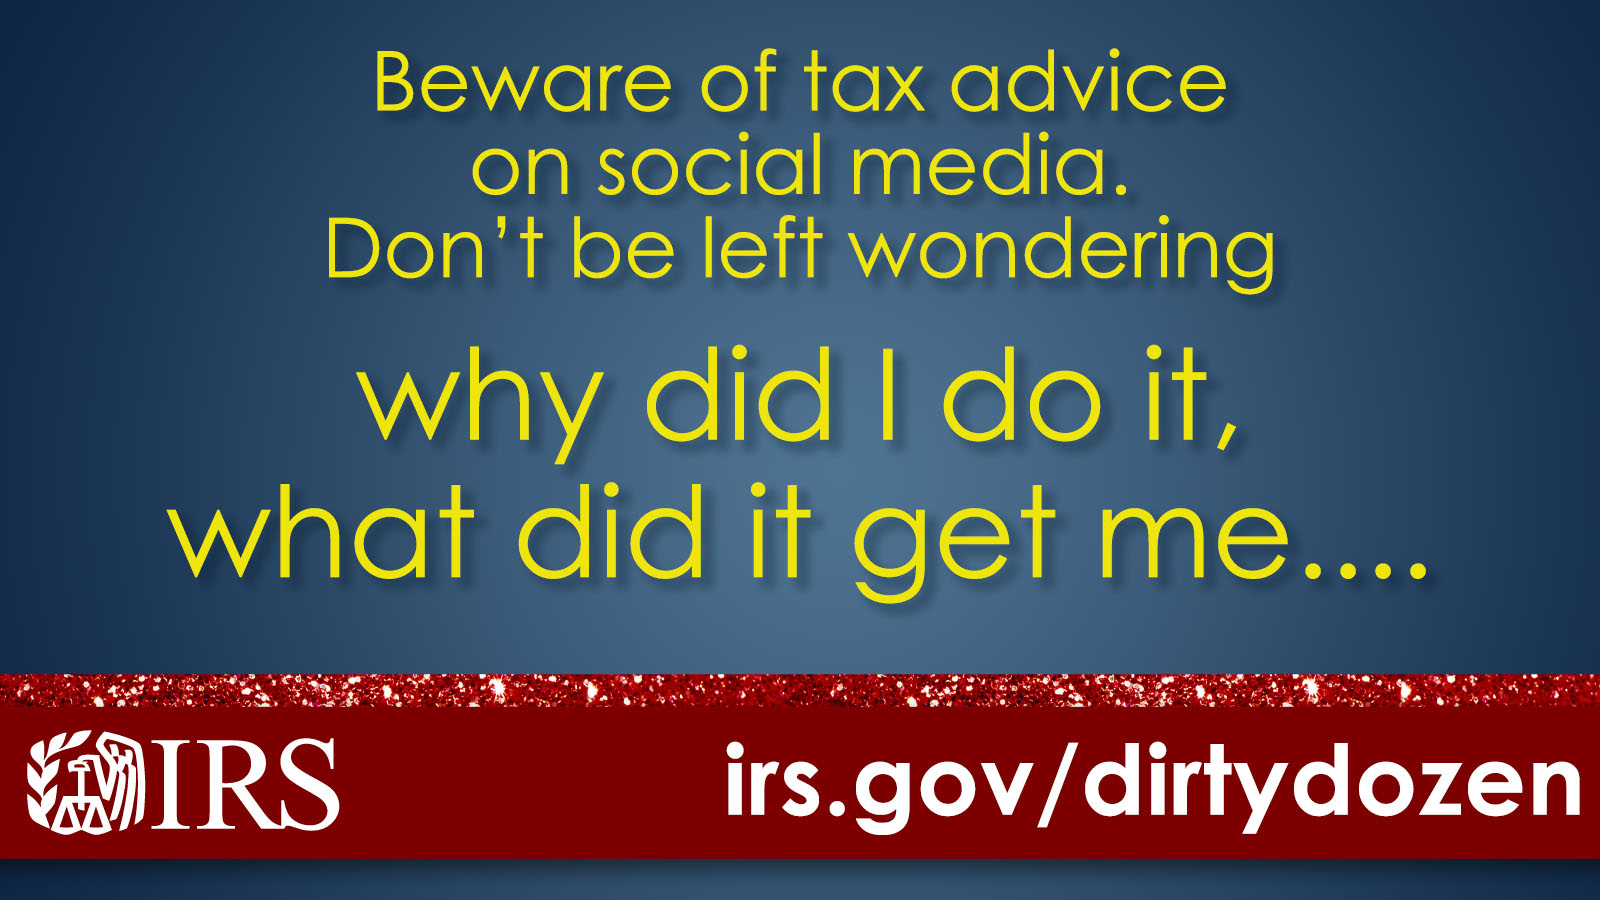 Beware of tax advice
on social media.
Don’t be left wondering
why did I do it,
what did it get me....
IRS
irs.gov/dirtydozen